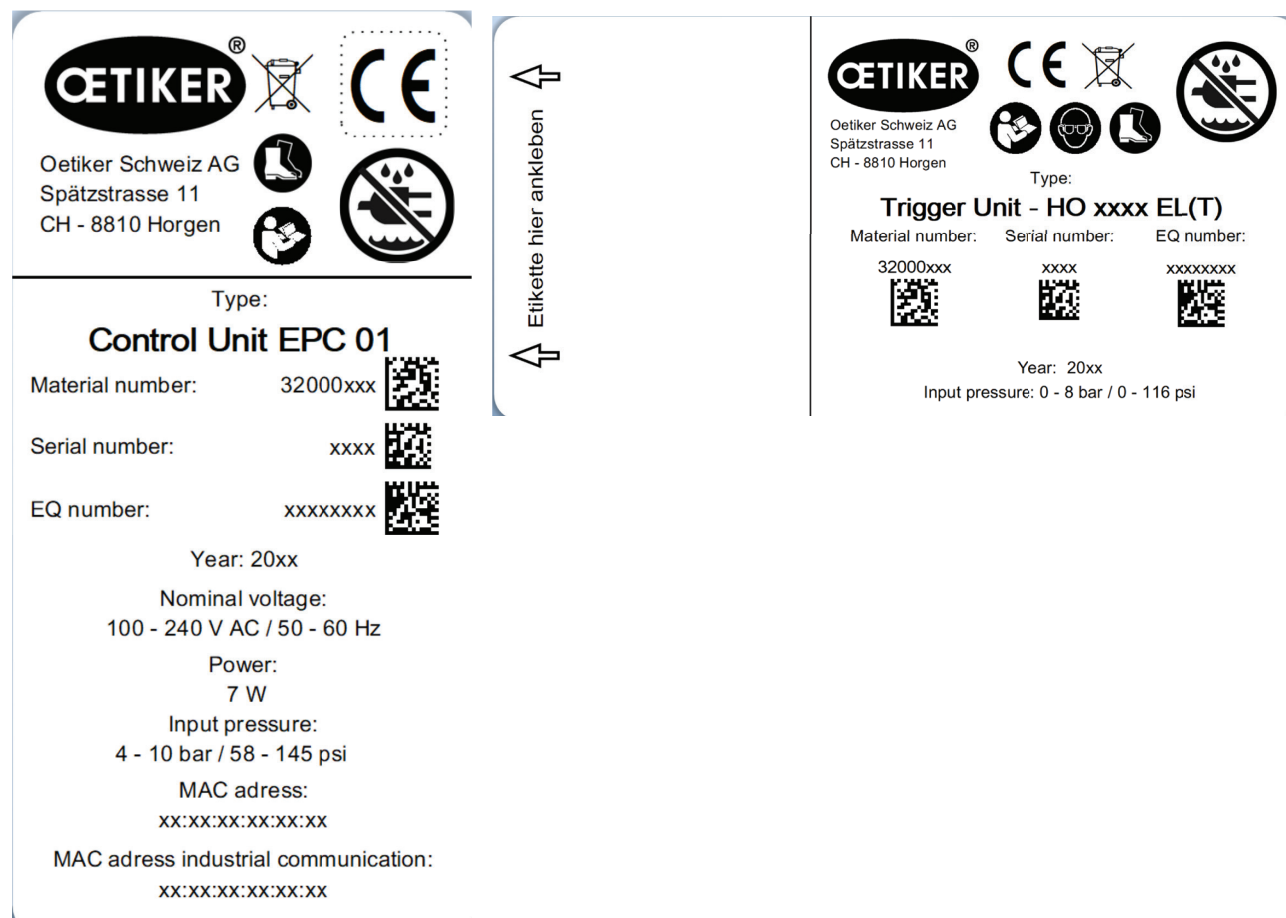 ŒTIKER®
CE
Oetiker Schweiz AG
Spätzstrasse 11
CH - 8810 Horgen
Type:
Control Unit EPC 01
Material number: 32000xxx
Serial number: xxxx
EQ number: xxxxxxxx
Year: 20xx
Nominal voltage:
100 - 240 V AC / 50 - 60 Hz
Power:
7 W
Input pressure:
4 - 10 bar / 58 - 145 psi
MAC adress:
xx:xx:xx:xx:xx:xx
MAC adress industrial communication:
xx:xx:xx:xx:xx:xx
Etikette hier ankleben
ŒTIKER®
CE
Oetiker Schweiz AG
Spätzstrasse 11
CH - 8810 Horgen
Type:
Trigger Unit - HO xxxx EL(T)
Material number: Serial number: EQ number:
32000xxx xxxx xxxxxxxx
Year: 20xx
Input pressure: 0 - 8 bar / 0 - 116 psi